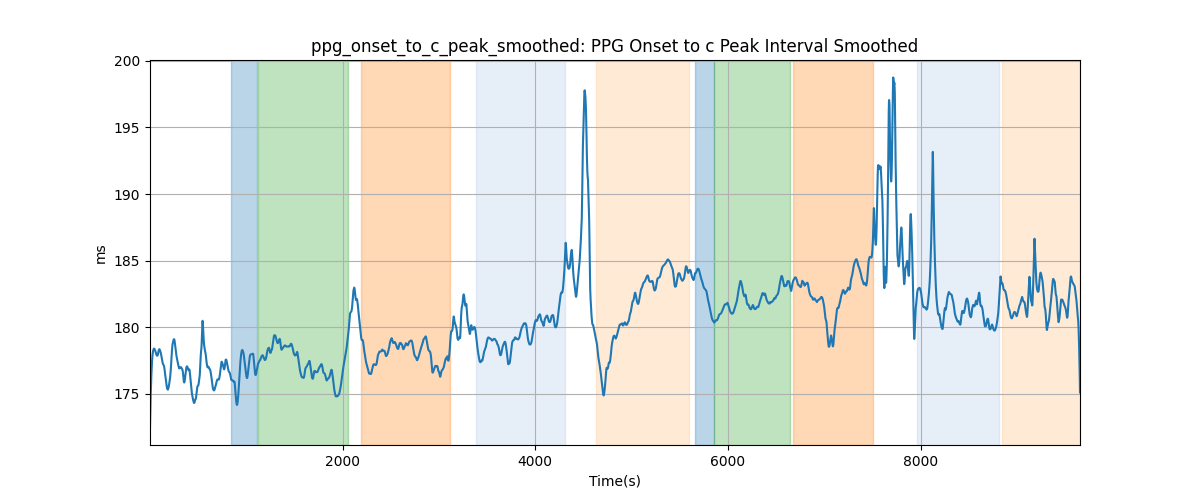 ppg_onset_to_c_peak_smoothed: PPG Onset to c Peak Interval Smoothed
200
195
190
185
180
175
ms
2000 4000 6000 8000
Time(s)